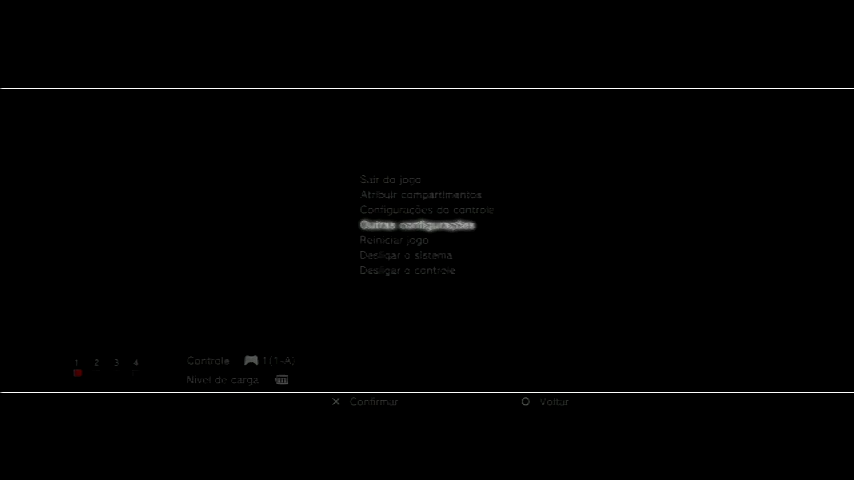 Sair do jogo
Atribuir compartimentos
Configurações do controle
Outras configurações
Reiniciar jogo
Desligar o sistema
Desligar o controle
1 2 3 4
Controle 1(1-A)
Nível de carga
Confirmar
Voltar